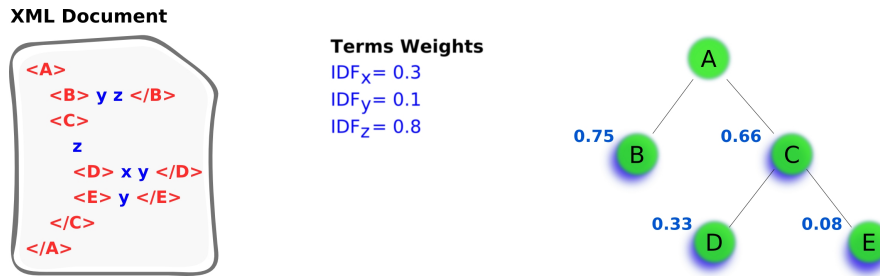 XML Document
<A>
<B> y z </B>
<C>
z
<D> x y </D>
<E> y </E>
</C>
</A>
Terms Weights
IDFx= 0.3
IDFy= 0.1
IDFz= 0.8
A
0.75 B
0.66 C
0.33 D
0.08 E